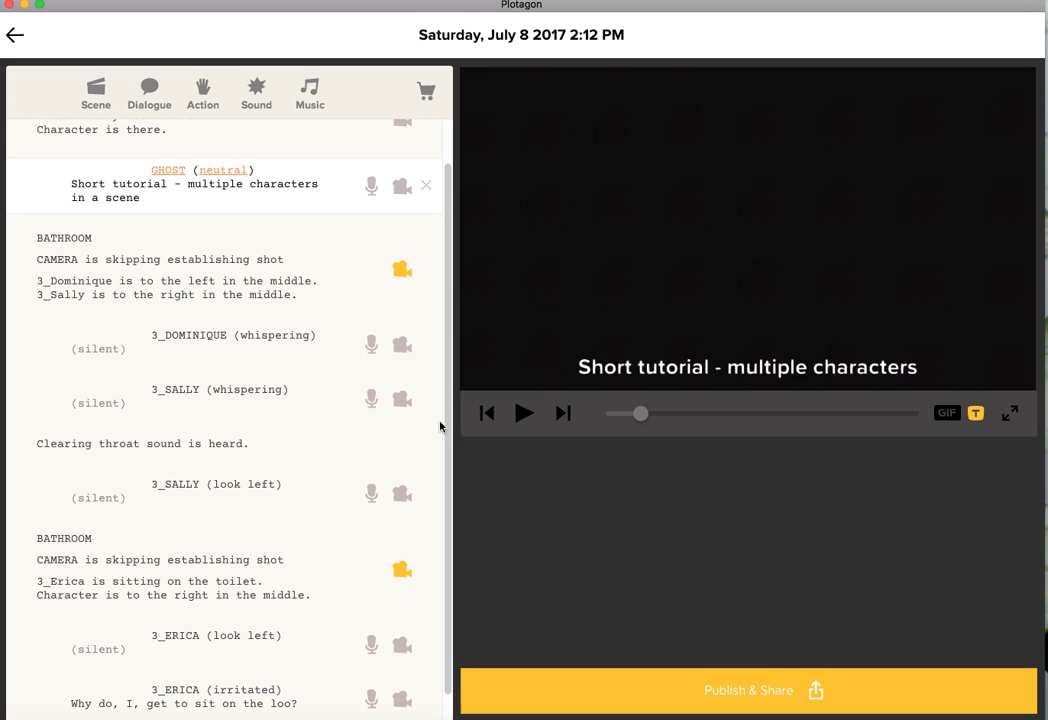 Plotagon
Saturday, July 8 2017 2:12 PM
Scene Dialogue Action Sound Music
Character is there.
GHOST (neutral)
Short tutorial - multiple characters
in a scene
BATHROOM
CAMERA is skipping establishing shot
3_Dominique is to the left in the middle.
3_Sally is to the right in the middle.
3_DOMINIQUE (whispering)
(silent)
3_SALLY (whispering)
(silent)
Clearing throat sound is heard.
3_SALLY (look left)
(silent)
BATHROOM
CAMERA is skipping establishing shot
3_Erica is sitting on the toilet.
Character is to the right in the middle.
3_ERICA (look left)
(silent)
3_ERICA (irritated)
Why do, I, get to sit on the loo?
Short tutorial - multiple characters
GIF T
Publish & Share